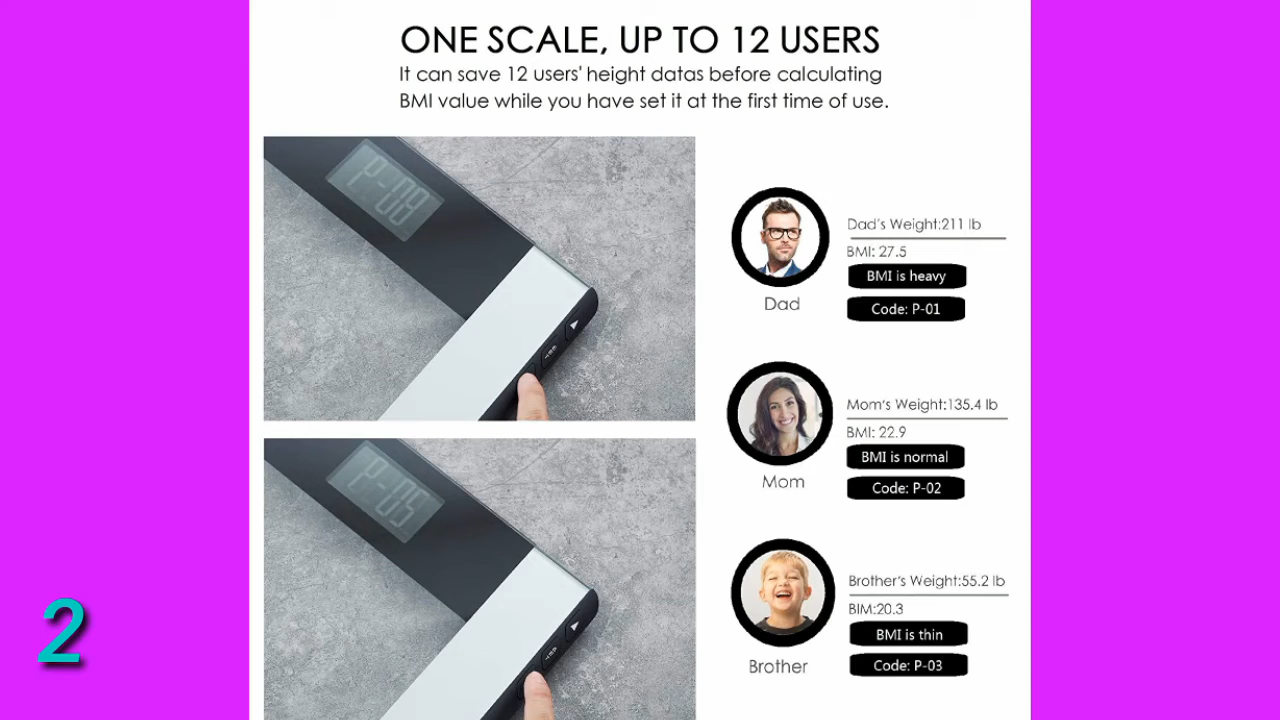 ONE SCALE, UP TO 12 USERS
It can save 12 users' height datas before calculating
BMI value while you have set it at the first time of use.
P-08
Dad's Weight:211 lb
BMI: 27.5
BMI is heavy
Code: P-01
Dad
Mom's Weight:135.4 lb
BMI: 22.9
BMI is normal
Code: P-02
Mom
P-05
Brother's Weight:55.2 lb
BIM:20.3
BMI is thin
Code: P-03
Brother
2